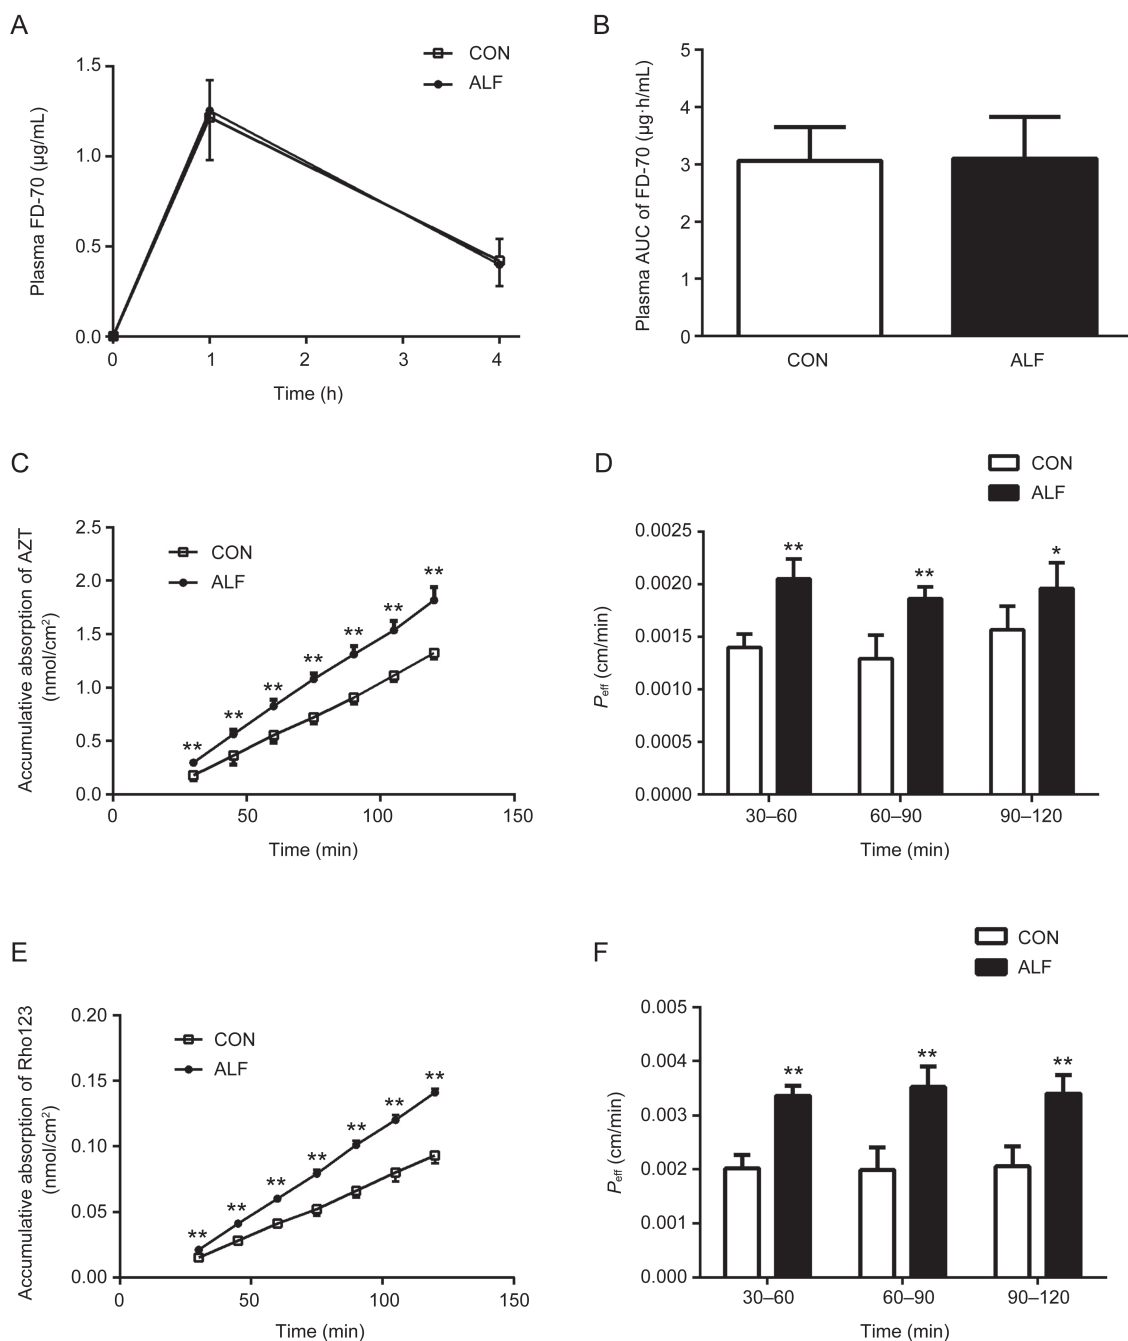 A
CON
ALF
1.5
1.0
0.5
0.0
Plasma FD-70 (μg/mL)
0 1 2 3 4
Time (h)
B
5
4
3
2
1
0
Plasma AUC of FD-70 (μg·h/mL)
CON ALF
C
CON
ALF
2.5
2.0
1.5
1.0
0.5
0.0
Accumulative absorption of AZT
(nmol/cm²)
** ** ** ** ** ** **
0 50 100 150
Time (min)
D
CON
ALF
0.0025
0.0020
0.0015
0.0010
0.0005
0.0000
Peff (cm/min)
** ** *
30–60 60–90 90–120
Time (min)
E
CON
ALF
0.20
0.15
0.10
0.05
0.00
Accumulative absorption of Rho123
(nmol/cm²)
** ** ** ** ** ** **
0 50 100 150
Time (min)
F
CON
ALF
0.005
0.004
0.003
0.002
0.001
0.000
Peff (cm/min)
** ** **
30–60 60–90 90–120
Time (min)